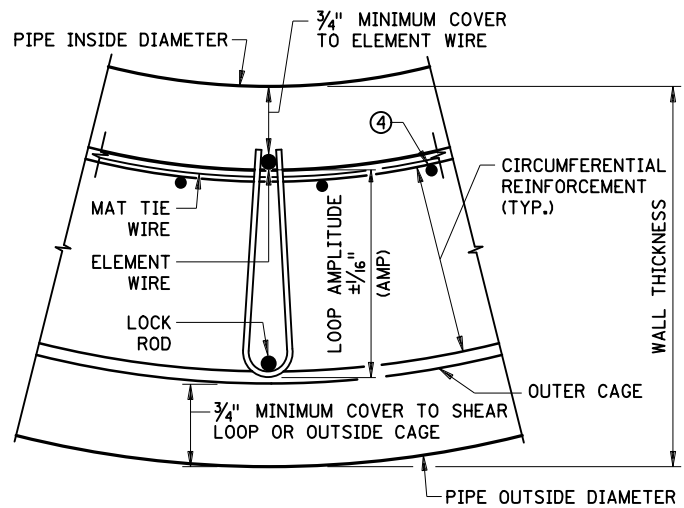 3/4" MINIMUM COVER
TO ELEMENT WIRE
PIPE INSIDE DIAMETER
4
CIRCUMFERENTIAL
REINFORCEMENT
(TYP.)
MAT TIE
WIRE
ELEMENT
WIRE
LOCK
ROD
LOOP AMPLITUDE
±1/16"
(AMP)
WALL THICKNESS
OUTER CAGE
3/4" MINIMUM COVER TO SHEAR
LOOP OR OUTSIDE CAGE
PIPE OUTSIDE DIAMETER